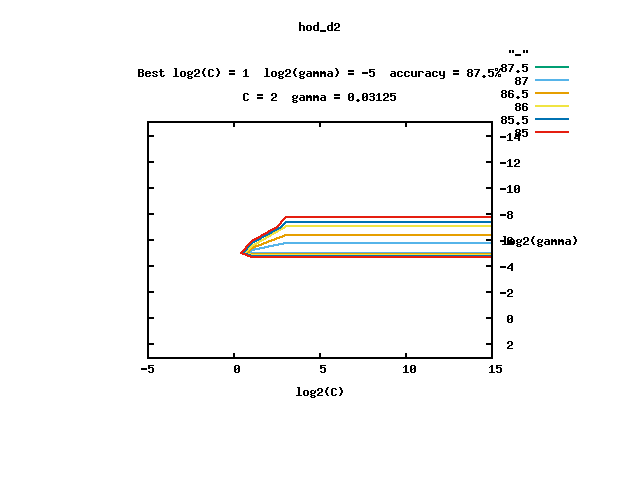 hod_d2
"-"
Best log2(C) = 1  log2(gamma) = -5  accuracy = 87.5%
87.5
87
C = 2  gamma = 0.03125
86.5
86
85.5
85
-14
-12
-10
-8
-6
log2(gamma)
-4
-2
0
2
-5 0 5 10 15
log2(C)